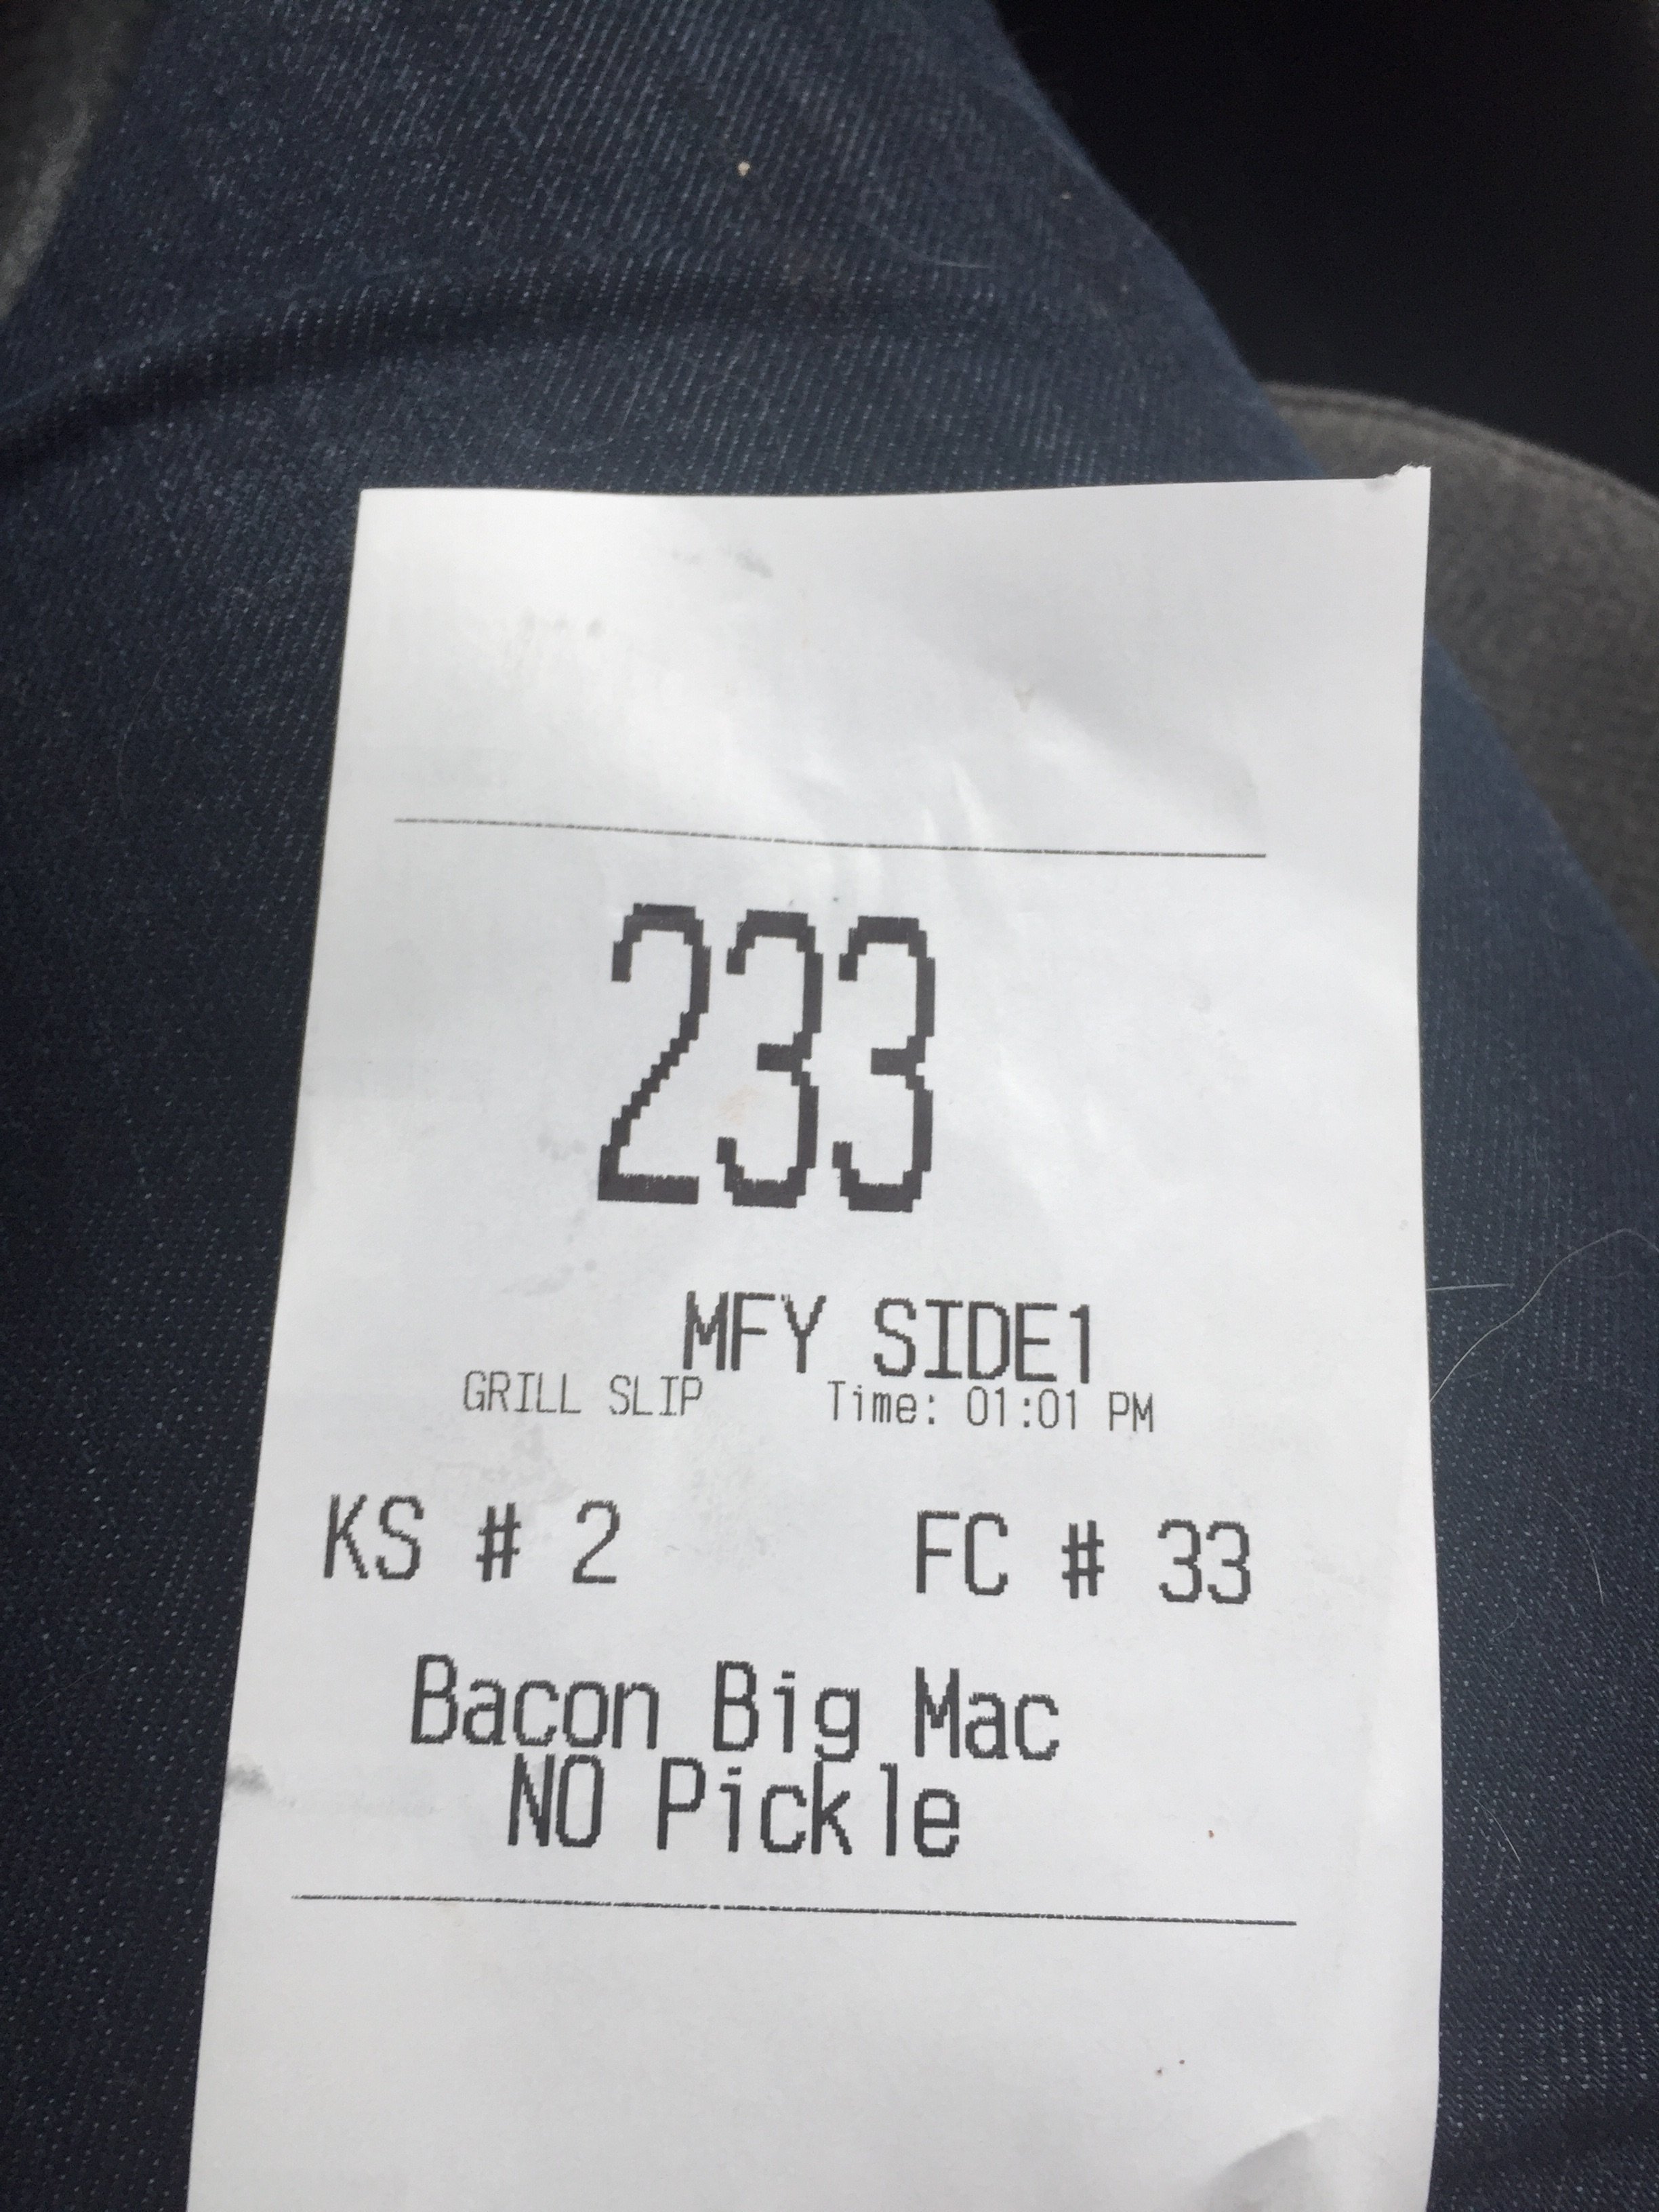 233
MFY SIDE1
GRILL SLIP Time: 01:01 PM
KS # 2 FC # 33
Bacon Big Mac
NO Pickle